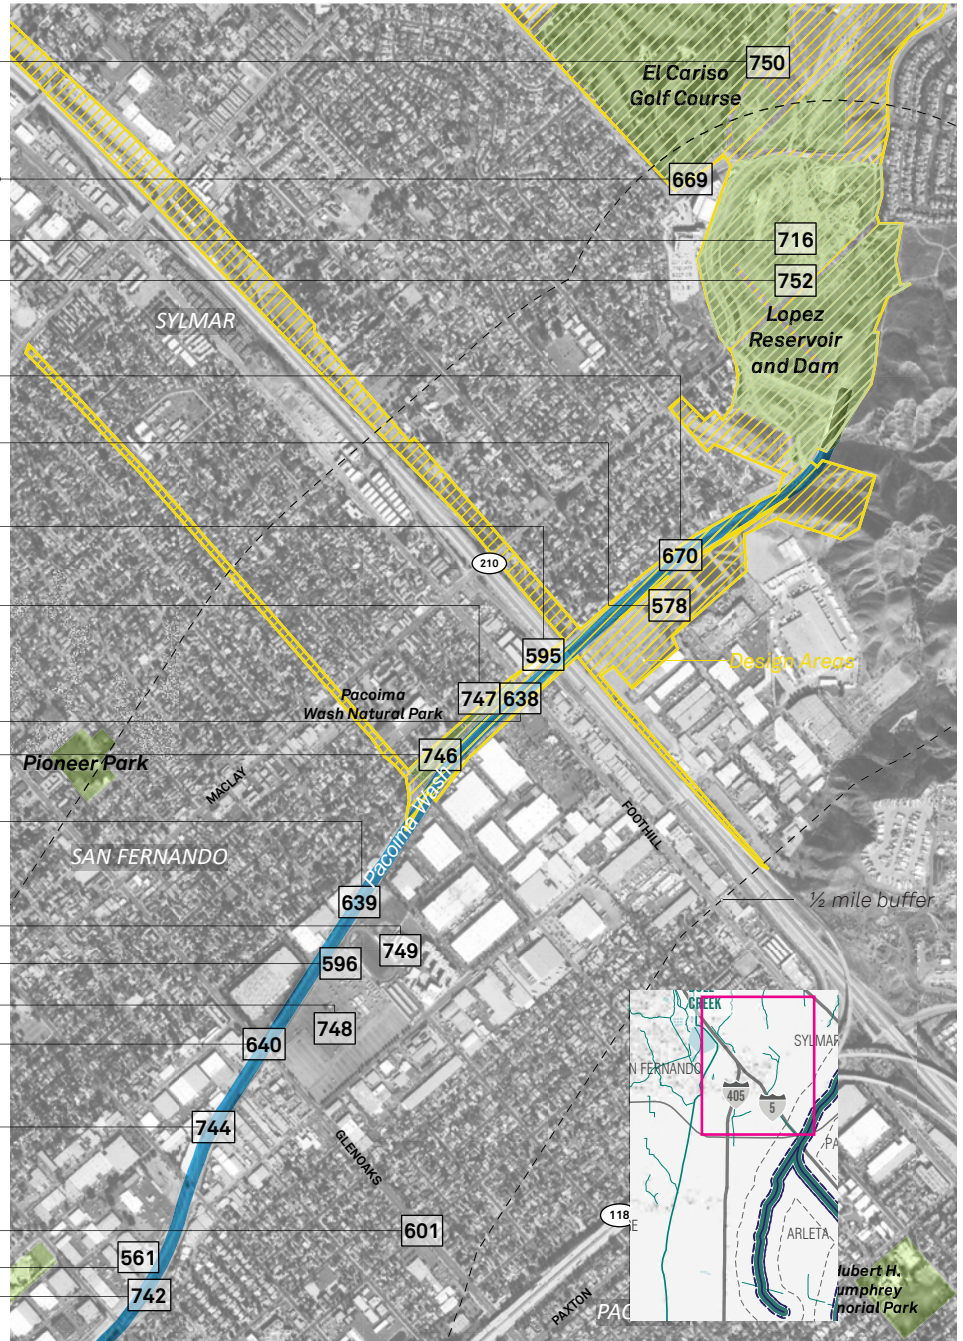 750
El Cariso
Golf Course
669
716
752
Lopez
Reservoir
and Dam
SYLMAR
210
670
578
595
Design Areas
747
638
Pacoima
Wash Natural Park
746
Pioneer Park
MACLAY
Pacoima Wash
FOOTHILL
SAN FERNANDO
639
½ mile buffer
749
596
748
640
CREEK
SYLMAR
N FERNANDO
405
5
744
GLENOAKS
PA
118
E
601
ARLETA
561
742
Hubert H.
umphrey
morial Park
PAXTON
PAC